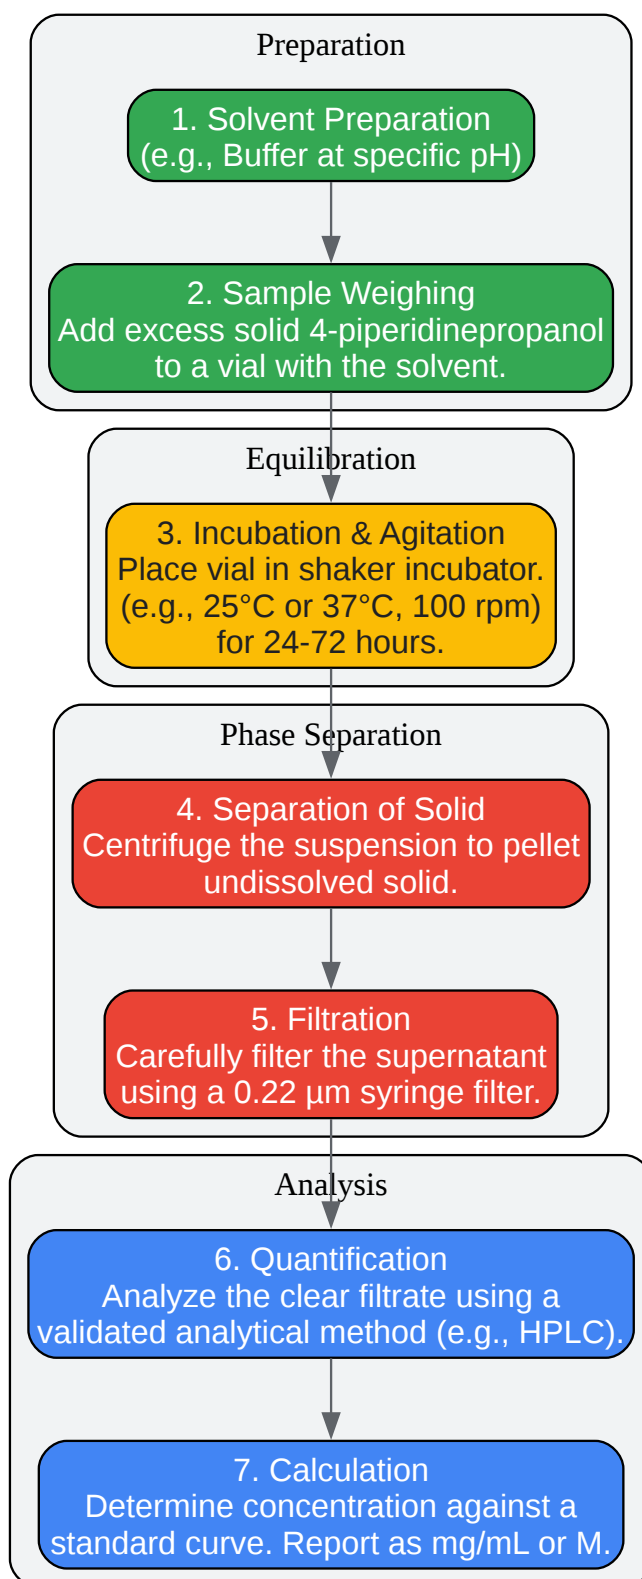 Preparation
1. Solvent Preparation
(e.g., Buffer at specific pH)
2. Sample Weighing
Add excess solid 4-piperidinepropanol
to a vial with the solvent.
Equilibration
3. Incubation & Agitation
Place vial in shaker incubator.
(e.g., 25°C or 37°C, 100 rpm)
for 24-72 hours.
Phase Separation
4. Separation of Solid
Centrifuge the suspension to pellet
undissolved solid.
5. Filtration
Carefully filter the supernatant
using a 0.22 µm syringe filter.
Analysis
6. Quantification
Analyze the clear filtrate using a
validated analytical method (e.g., HPLC).
7. Calculation
Determine concentration against a
standard curve. Report as mg/mL or M.